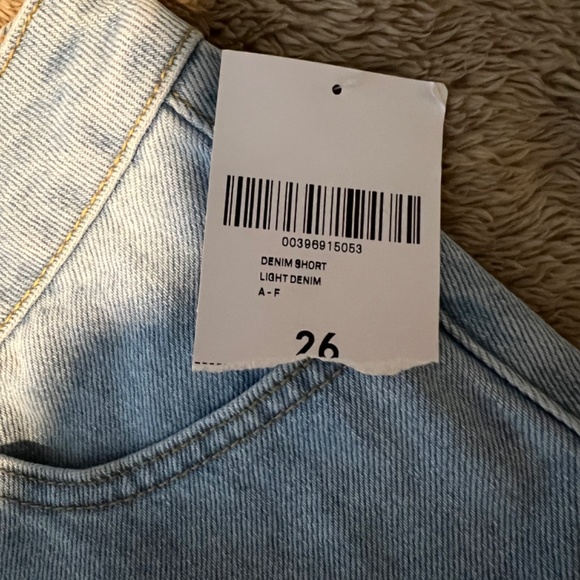 00396915053
DENIM SHORT
LIGHT DENIM
A - F
26